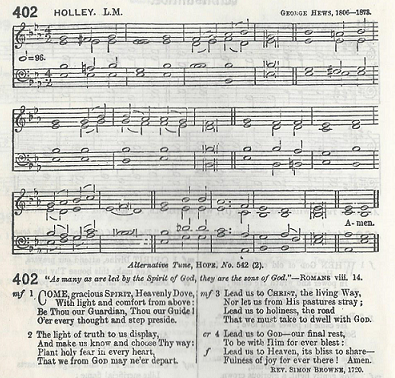 402 HOLLEY. L.M. GEORGE HEWS, 1806—1873.
=96.
A-men.
Alternative Tune, HOPE, No. 542 (2).
402 "As many as are led by the Spirit of God, they are the sons of God."—ROMANS viii. 14.
mf 1 COME, gracious SPIRIT, Heavenly Dove,
With light and comfort from above:
Be Thou our Guardian, Thou our Guide!
O'er every thought and step preside.
2 The light of truth to us display,
And make us know and choose Thy way:
Plant holy fear in every heart,
That we from God may ne'er depart.
mf 3 Lead us to CHRIST, the living Way,
Nor let us from His pastures stray;
Lead us to holiness, the road
That we must take to dwell with God.
cr 4 Lead us to God—our final rest,
To be with Him for ever blest:
f Lead us to Heaven, its bliss to share—
Fulness of joy for ever there! Amen.
REV. SIMON BROWNE, 1720.